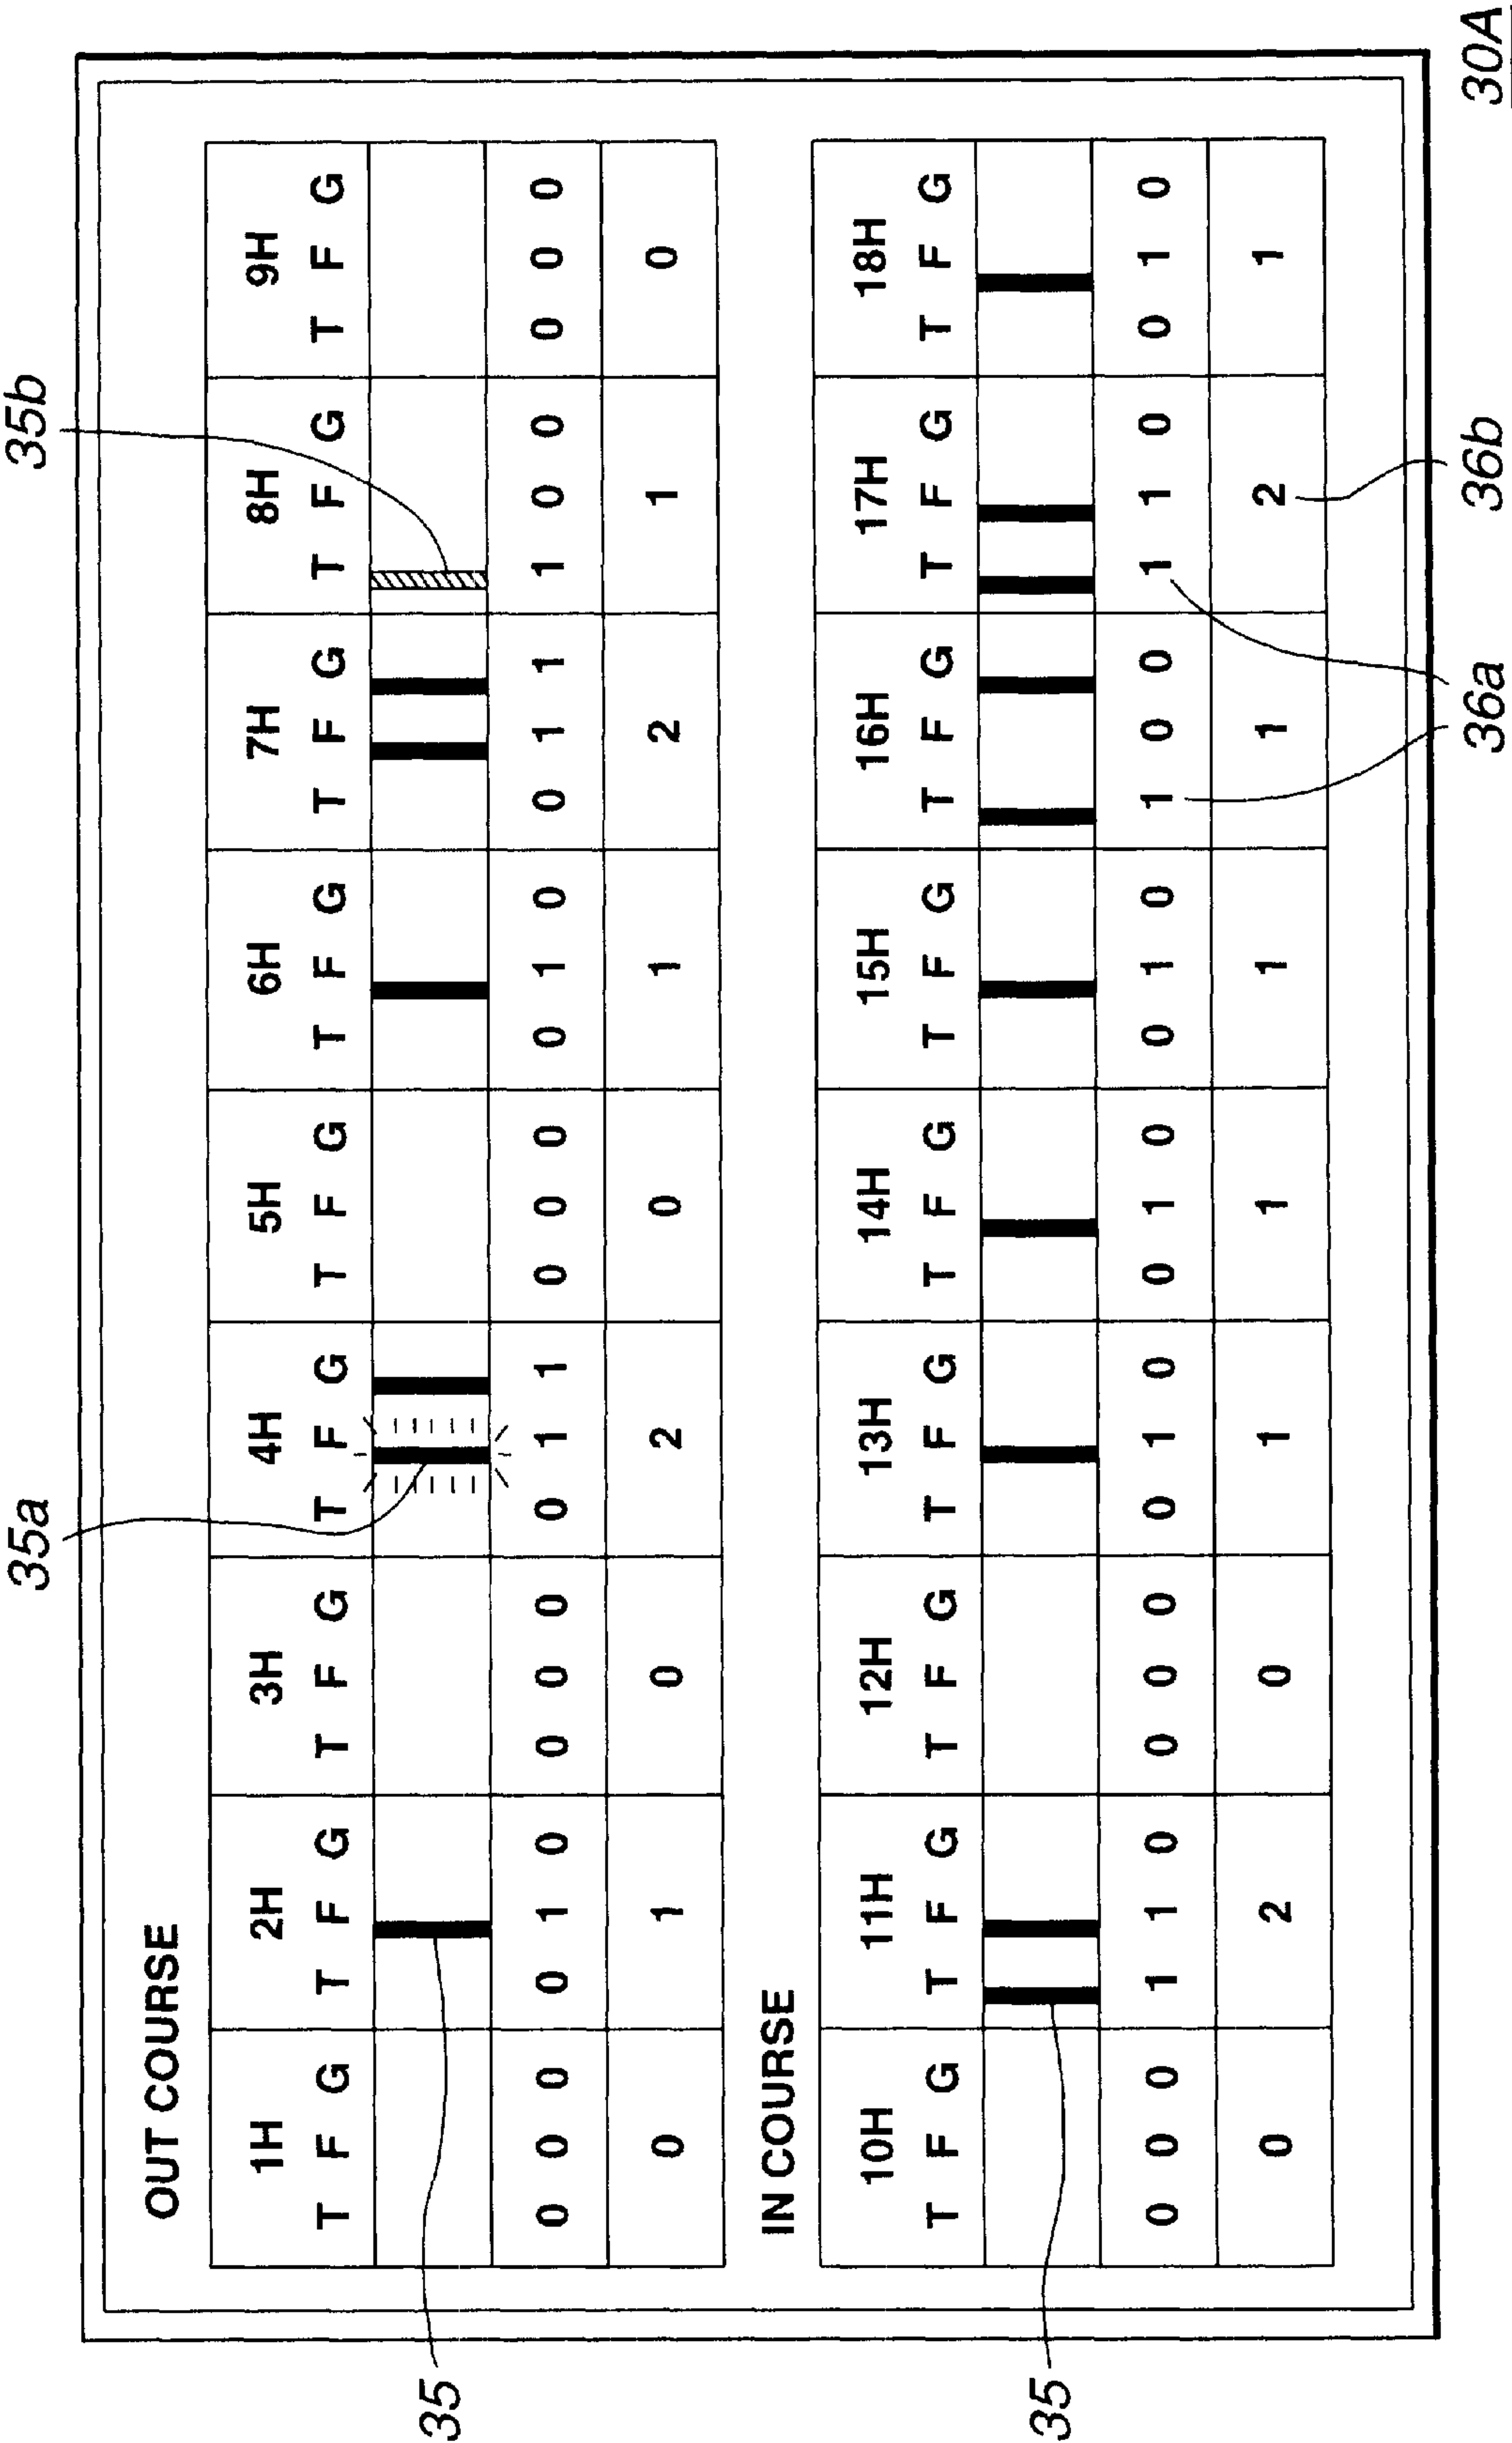 35a
35b
OUT COURSE
1H 2H 3H 4H 5H 6H 7H 8H 9H
T F G T F G T F G T F G T F G T F G T F G T F G T F G
0 0 0 0 1 0 0 0 0 0 1 1 0 0 0 0 1 0 0 1 1 1 0 0 0 0 0
0 1 0 2 0 1 2 1 0
35
IN COURSE
10H 11H 12H 13H 14H 15H 16H 17H 18H
T F G T F G T F G T F G T F G T F G T F G T F G T F G
0 0 0 1 1 0 0 0 0 0 1 0 0 1 0 0 1 0 1 0 0 1 1 0 0 1 0
0 2 0 1 1 1 1 2 1
35
36a
36b
30A